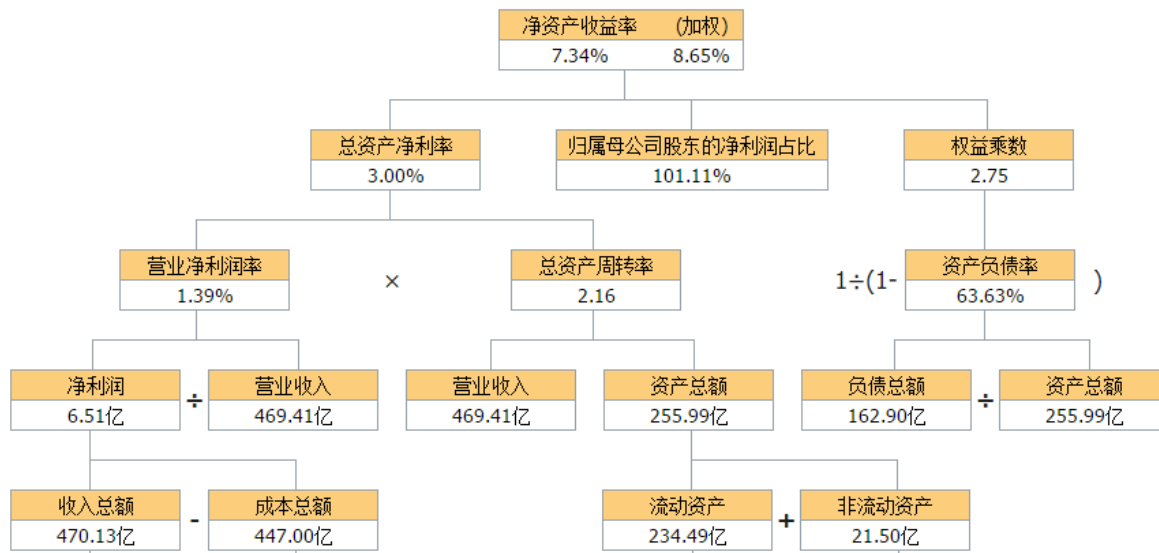 净资产收益率 (加权)
7.34% 8.65%
总资产净利率 归属母公司股东的净利润占比 权益乘数
3.00% 101.11% 2.75
营业净利润率 × 总资产周转率 1÷(1- 资产负债率 )
1.39% 2.16 63.63%
净利润 ÷ 营业收入 营业收入 资产总额 负债总额 ÷ 资产总额
6.51亿 469.41亿 469.41亿 255.99亿 162.90亿 255.99亿
收入总额 - 成本总额 流动资产 + 非流动资产
470.13亿 447.00亿 234.49亿 21.50亿